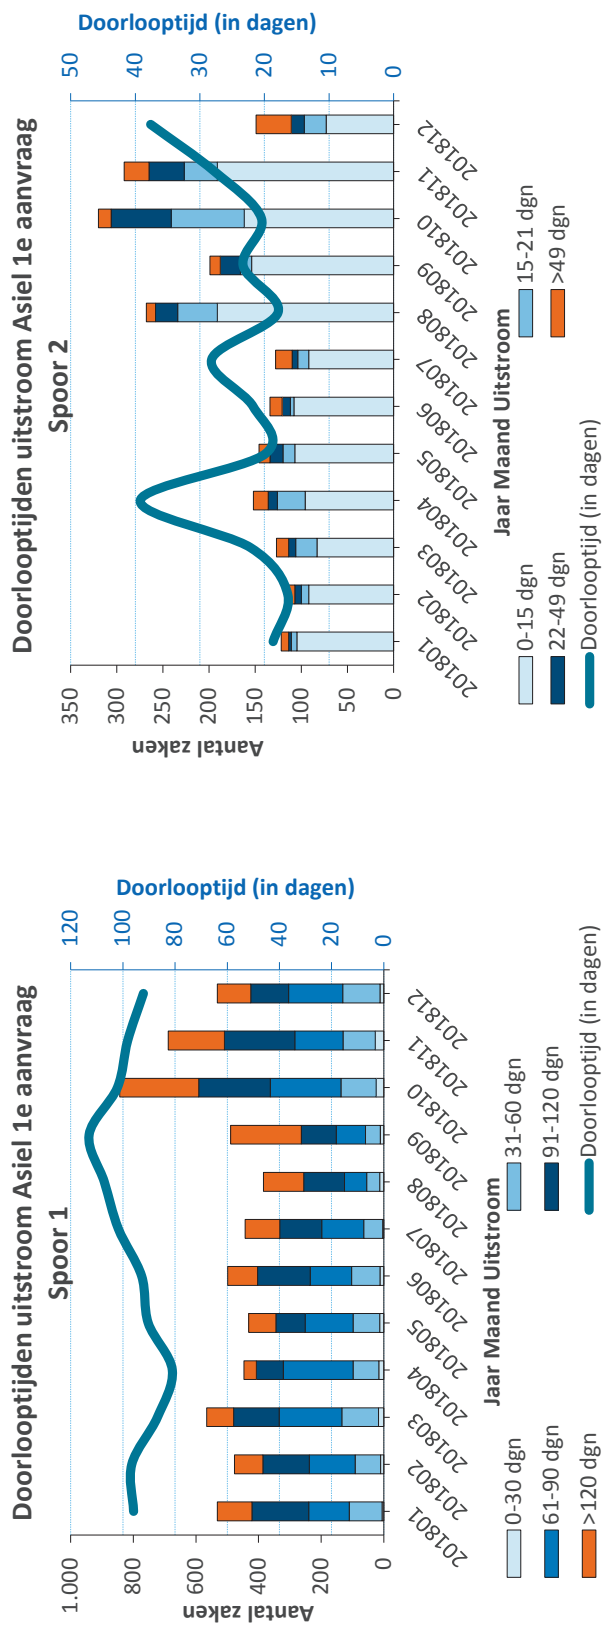 Doorlooptijden uitstroom Asiel 1e aanvraag
Spoor 1
Aantal zaken
1.000
800
600
400
200
0
Doorlooptijd (in dagen)
120
100
80
60
40
20
0
201801
201802
201803
201804
201805
201806
201807
201808
201809
201810
201811
201812
Jaar Maand Uitstroom
0-30 dgn
31-60 dgn
61-90 dgn
91-120 dgn
>120 dgn
Doorlooptijd (in dagen)
Doorlooptijden uitstroom Asiel 1e aanvraag
Spoor 2
Aantal zaken
350
300
250
200
150
100
50
0
Doorlooptijd (in dagen)
50
40
30
20
10
0
201801
201802
201803
201804
201805
201806
201807
201808
201809
201810
201811
201812
Jaar Maand Uitstroom
0-15 dgn
15-21 dgn
22-49 dgn
>49 dgn
Doorlooptijd (in dagen)